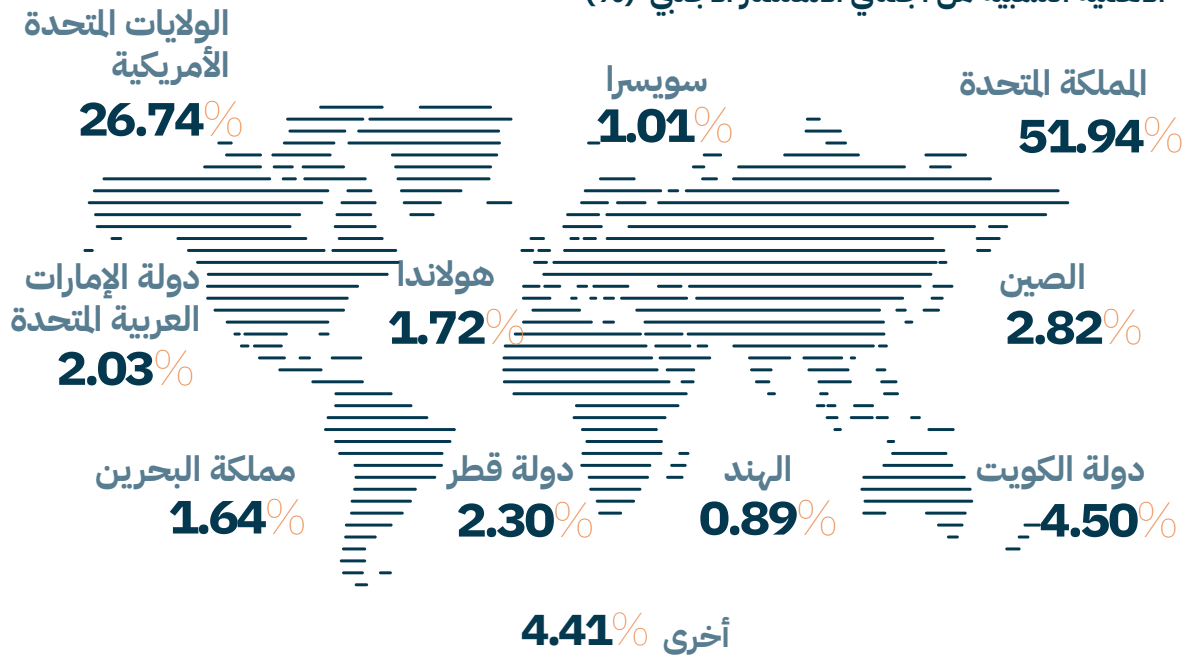 الولايات المتحدة
الأمريكية
26.74%
سويسرا
1.01%
المملكة المتحدة
51.94%
دولة الإمارات
العربية المتحدة
2.03%
هولاندا
1.72%
الصين
2.82%
مملكة البحرين
1.64%
دولة قطر
2.30%
الهند
0.89%
دولة الكويت
4.50%
أخرى 4.41%